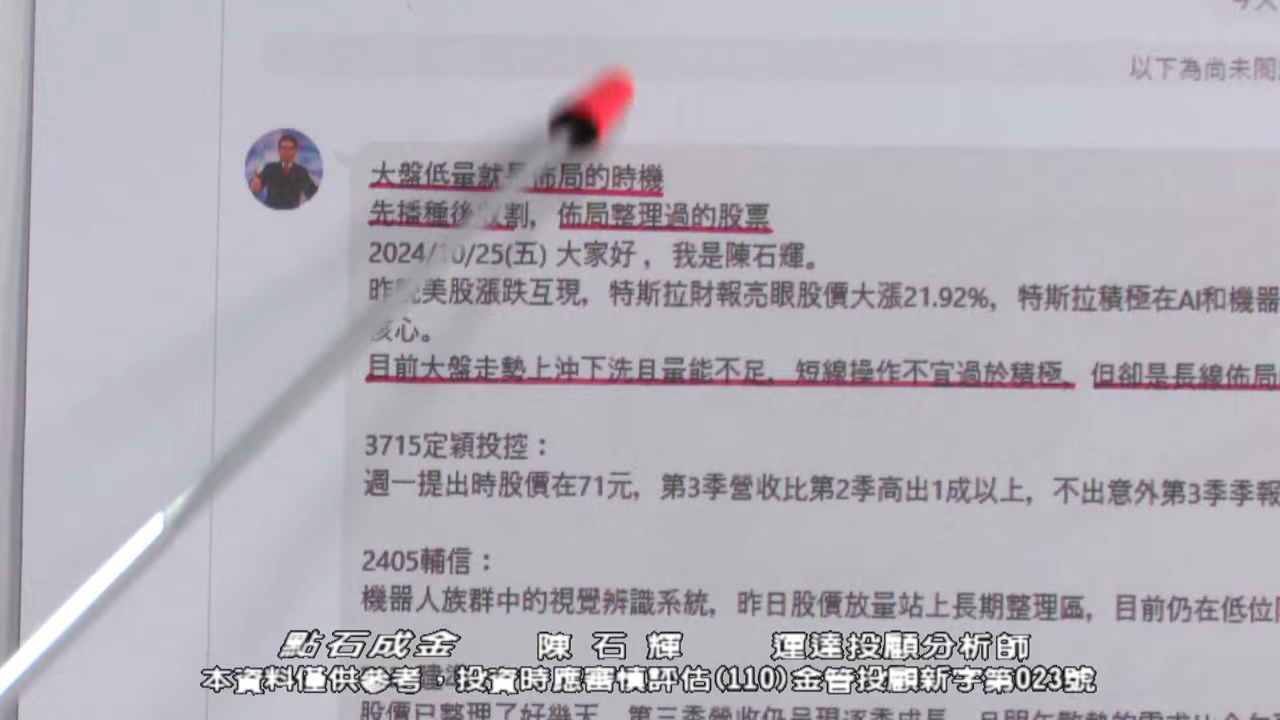 以下為尚未閱
大盤低量就是佈局的時機
先播種後收割，佈局整理過的股票
2024/10/25(五) 大家好，我是陳石輝。
昨晚美股漲跌互現，特斯拉財報亮眼股價大漲21.92%，特斯拉積極在AI和機器
核心。
目前大盤走勢上沖下洗且量能不足，短線操作不宜過於積極，但卻是長線佈局
3715定穎投控：
週一提出時股價在71元，第3季營收比第2季高出1成以上，不出意外第3季季報
2405輔信：
機器人族群中的視覺辨識系統，昨日股價放量站上長期整理區，目前仍在低位
點石成金 陳石輝 運達投顧分析師
本資料僅供參考，投資時應審慎評估(110)金管投顧新字第023號
股價已整理了好幾天，第三季營收仍呈現逐季成長